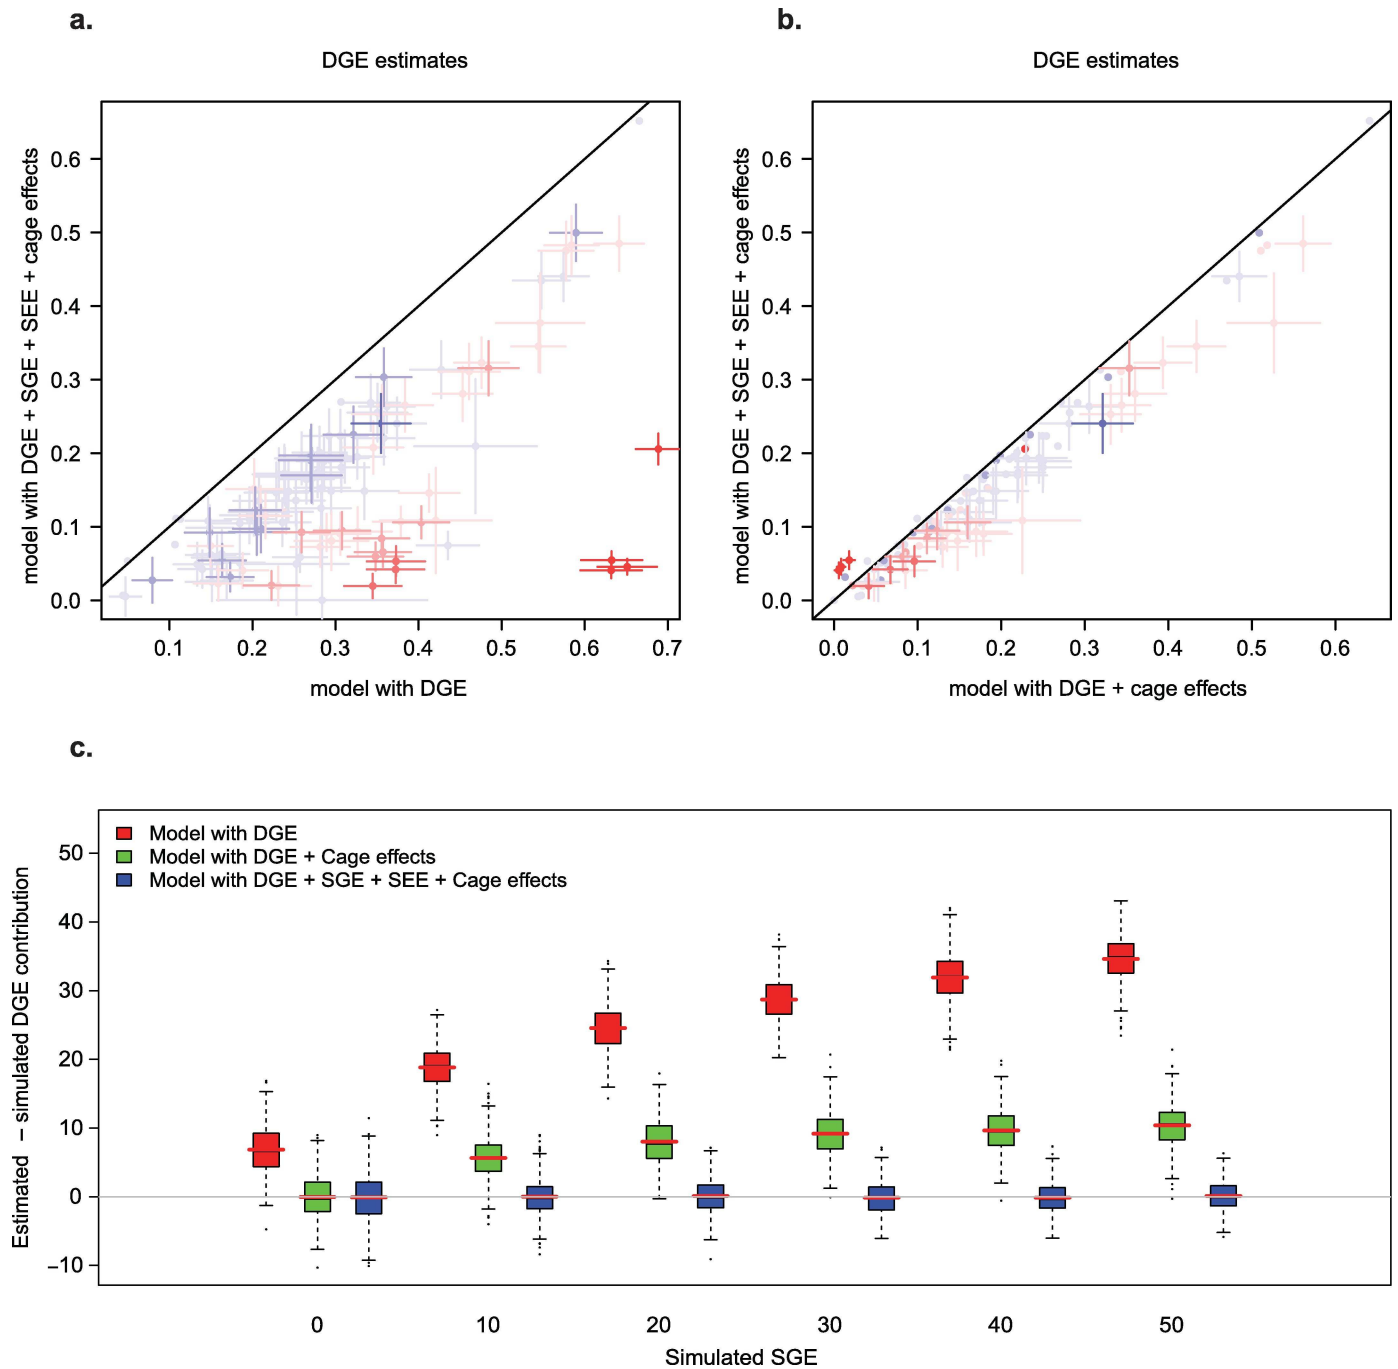 a.
DGE estimates
model with DGE + SGE + SEE + cage effects
0.6
0.5
0.4
0.3
0.2
0.1
0.0
0.1 0.2 0.3 0.4 0.5 0.6 0.7
model with DGE
b.
DGE estimates
model with DGE + SGE + SEE + cage effects
0.6
0.5
0.4
0.3
0.2
0.1
0.0
0.0 0.1 0.2 0.3 0.4 0.5 0.6
model with DGE + cage effects
c.
Model with DGE
Model with DGE + Cage effects
Model with DGE + SGE + SEE + Cage effects
Estimated – simulated DGE contribution
50
40
30
20
10
0
–10
0 10 20 30 40 50
Simulated SGE